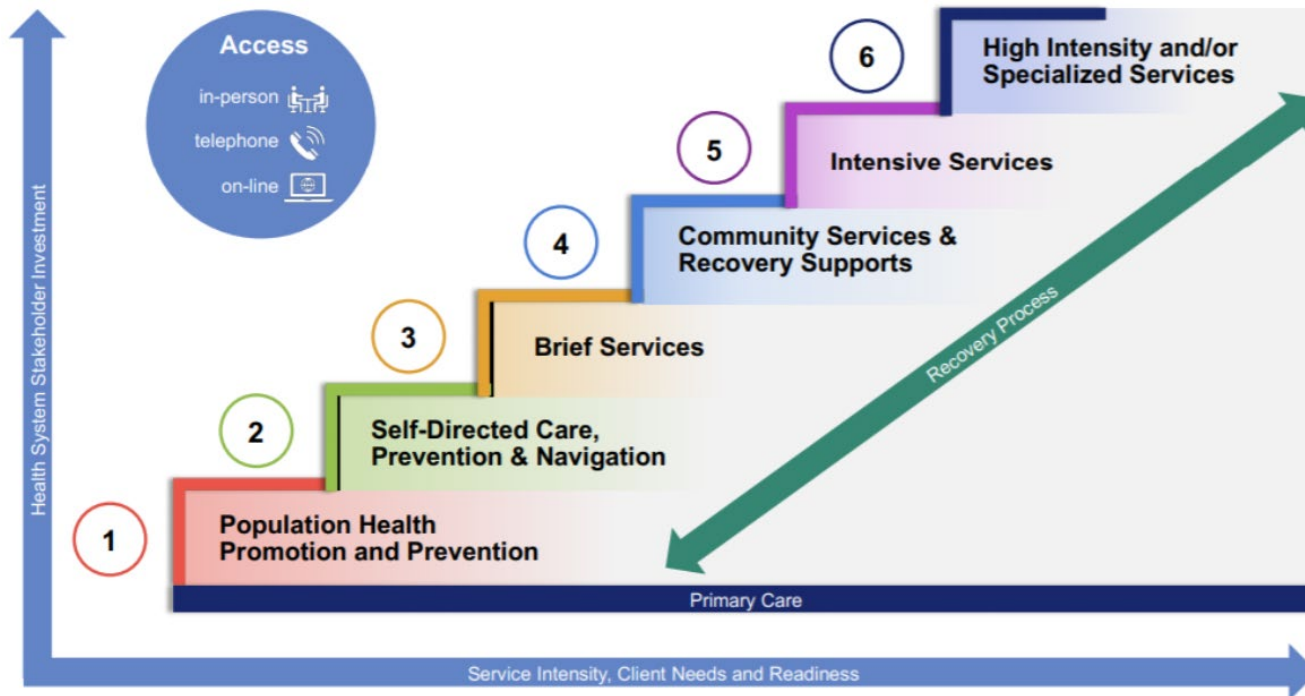 Access
in-person
telephone
on-line
Health System Stakeholder Investment
6
High Intensity and/or
Specialized Services
5
Intensive Services
4
Community Services &
Recovery Supports
3
Brief Services
2
Self-Directed Care,
Prevention & Navigation
1
Population Health
Promotion and Prevention
Recovery Process
Primary Care
Service Intensity, Client Needs and Readiness